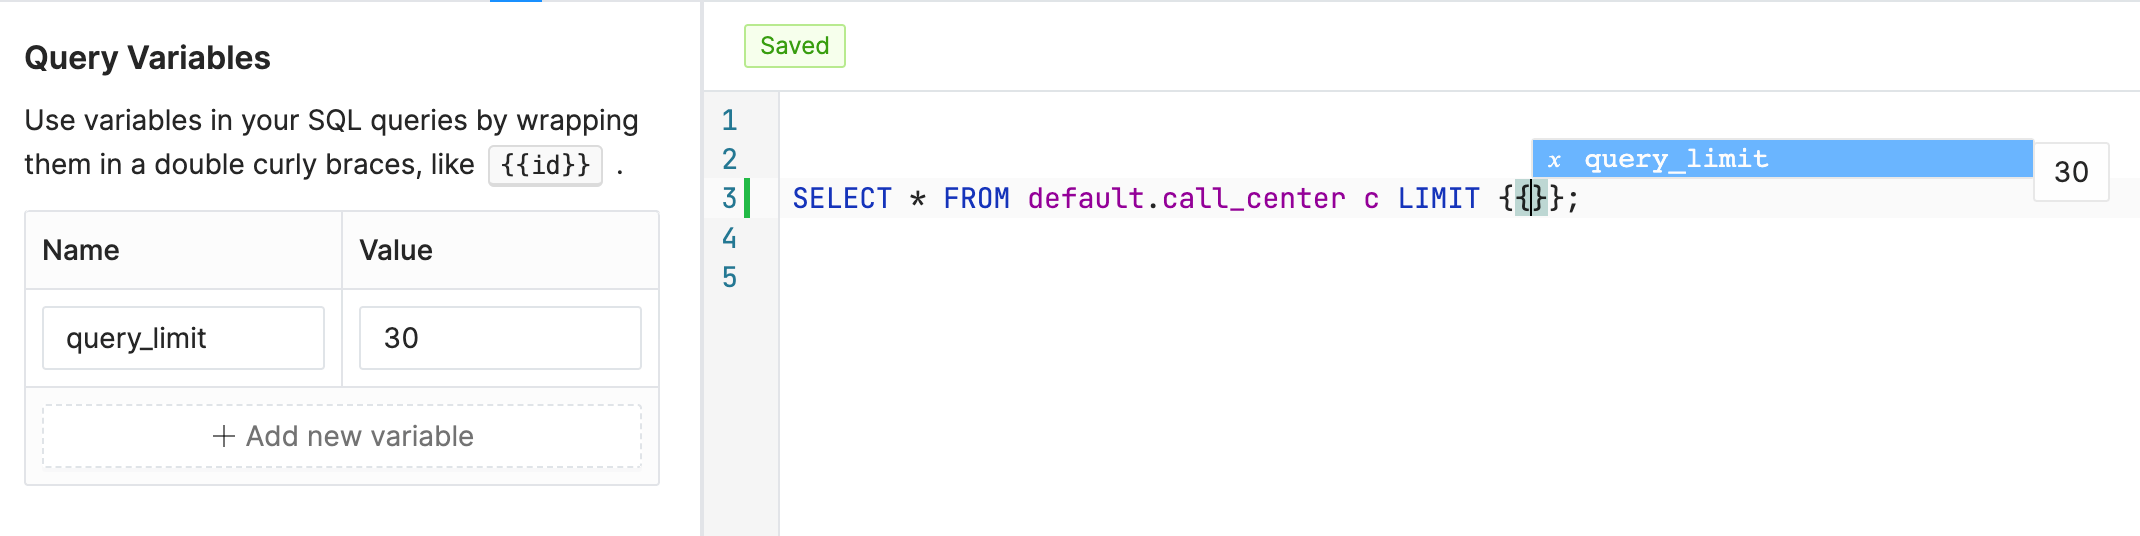 Query Variables
Use variables in your SQL queries by wrapping
them in a double curly braces, like {{id}} .
Name Value
query_limit 30
+ Add new variable
Saved
1
2
x query_limit 30
3 SELECT * FROM default.call_center c LIMIT {{}};
4
5